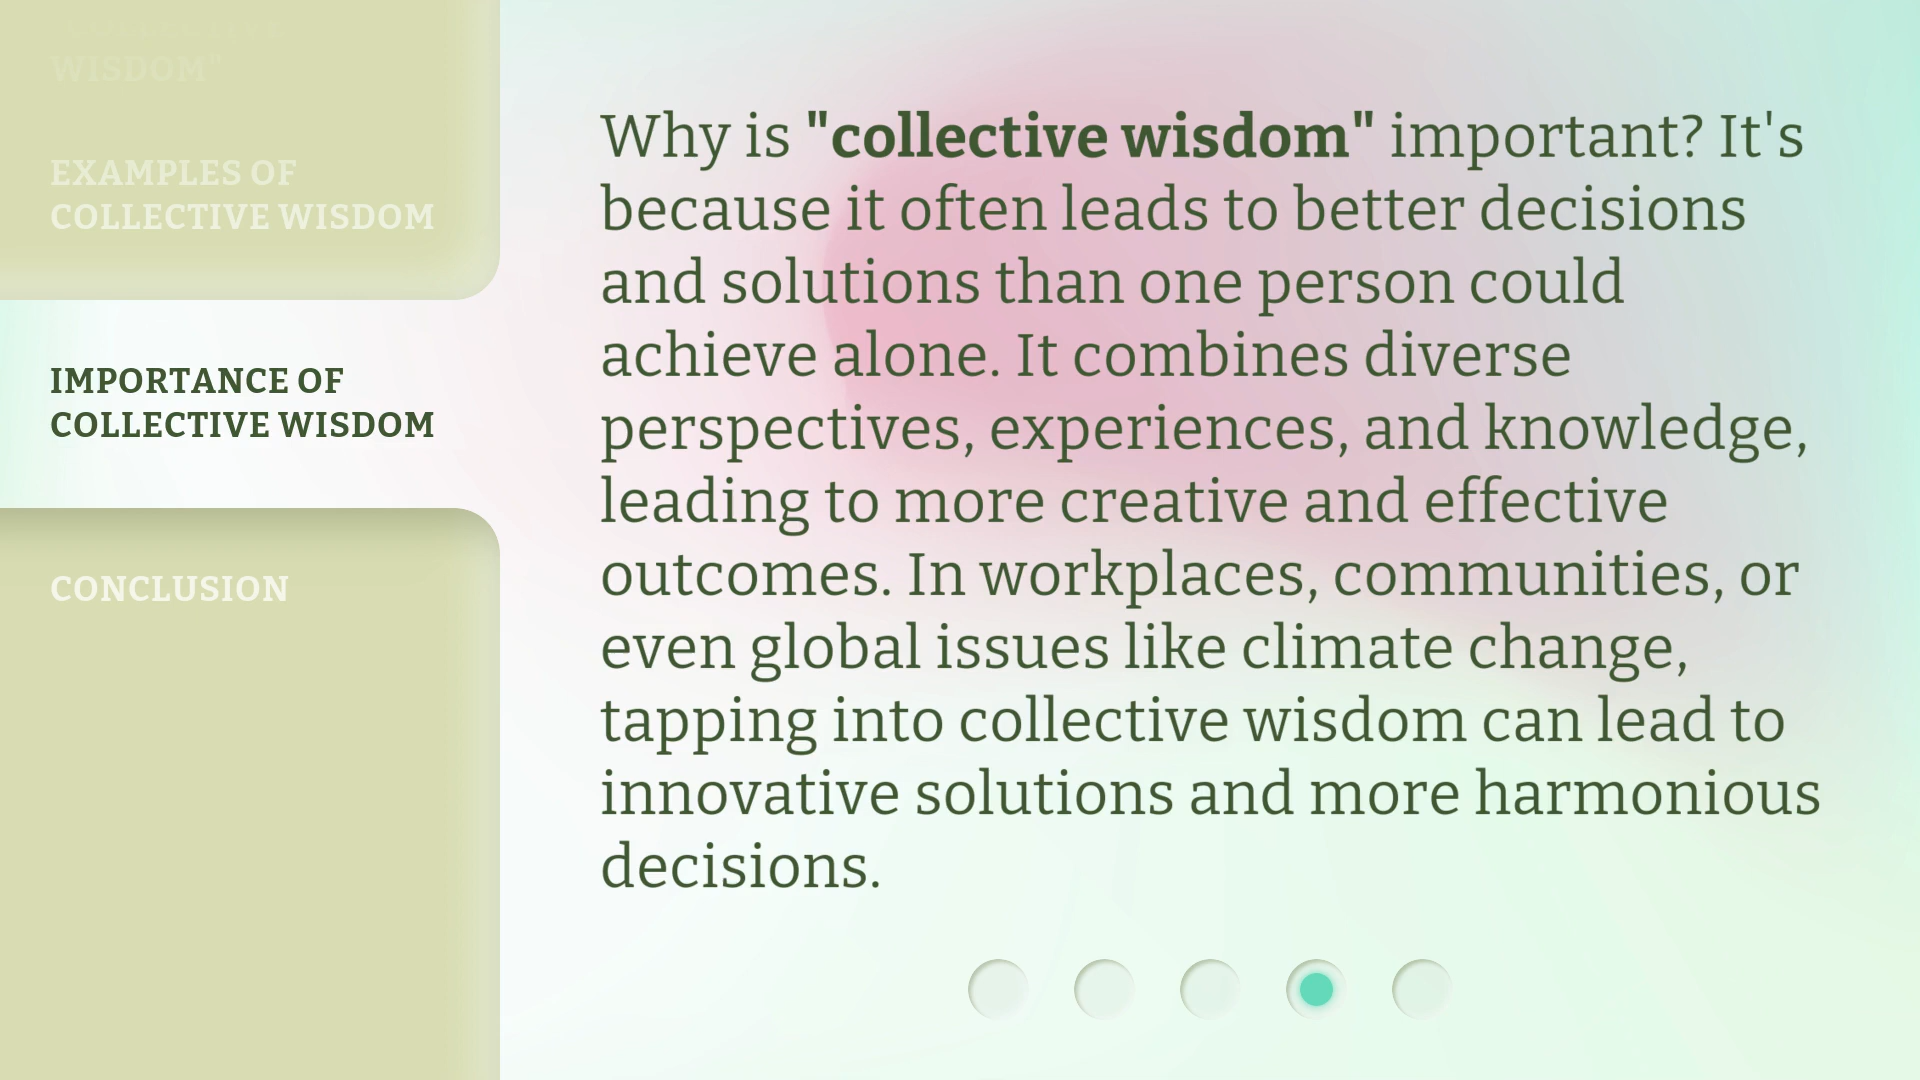 WISDOM"
EXAMPLES OF
COLLECTIVE WISDOM
IMPORTANCE OF
COLLECTIVE WISDOM
CONCLUSION
Why is "collective wisdom" important? It's
because it often leads to better decisions
and solutions than one person could
achieve alone. It combines diverse
perspectives, experiences, and knowledge,
leading to more creative and effective
outcomes. In workplaces, communities, or
even global issues like climate change,
tapping into collective wisdom can lead to
innovative solutions and more harmonious
decisions.